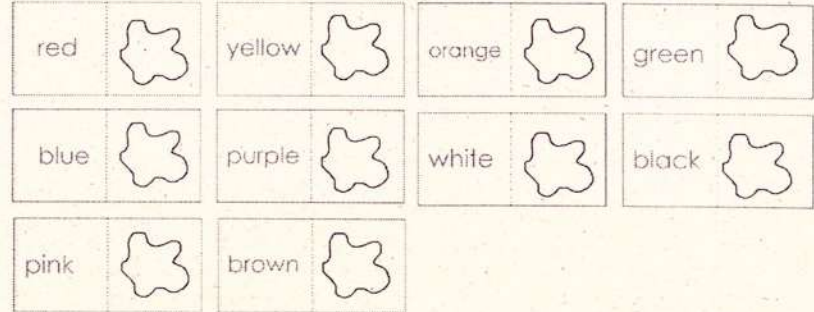 red yellow orange green
blue purple white black
pink brown